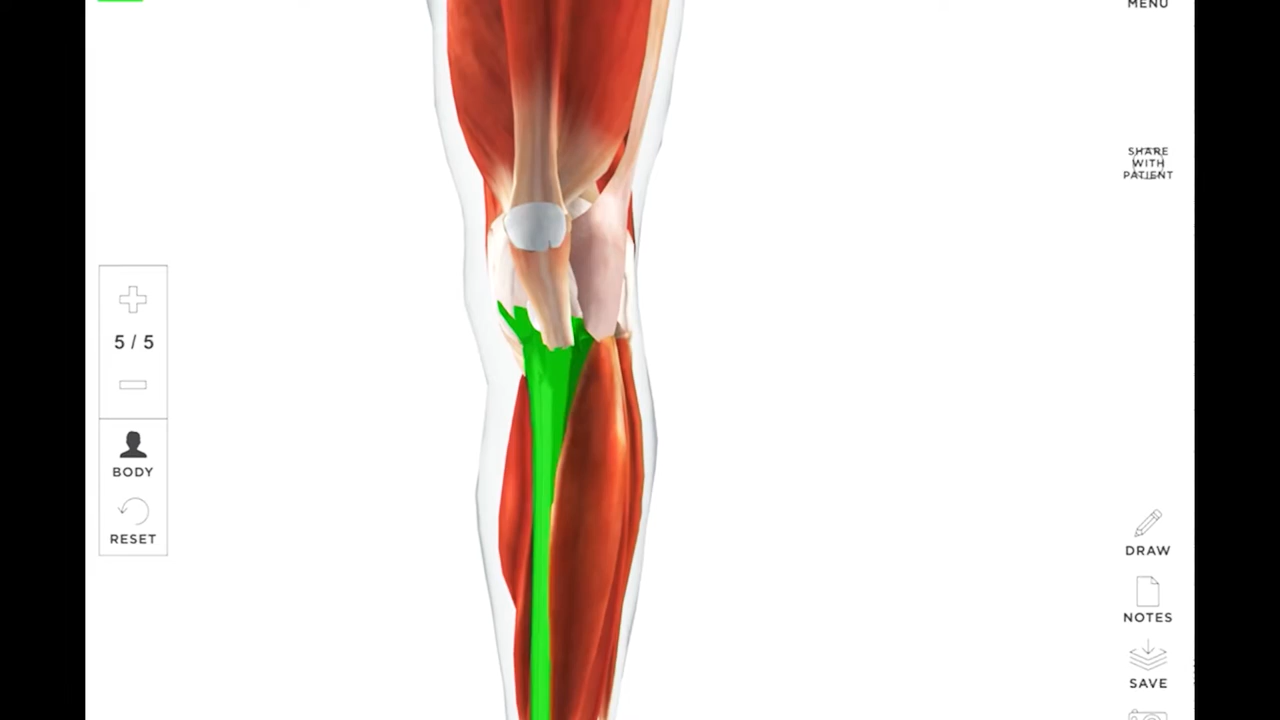 MENU
SHARE
WITH
PATIENT
5 / 5
BODY
RESET
DRAW
NOTES
SAVE